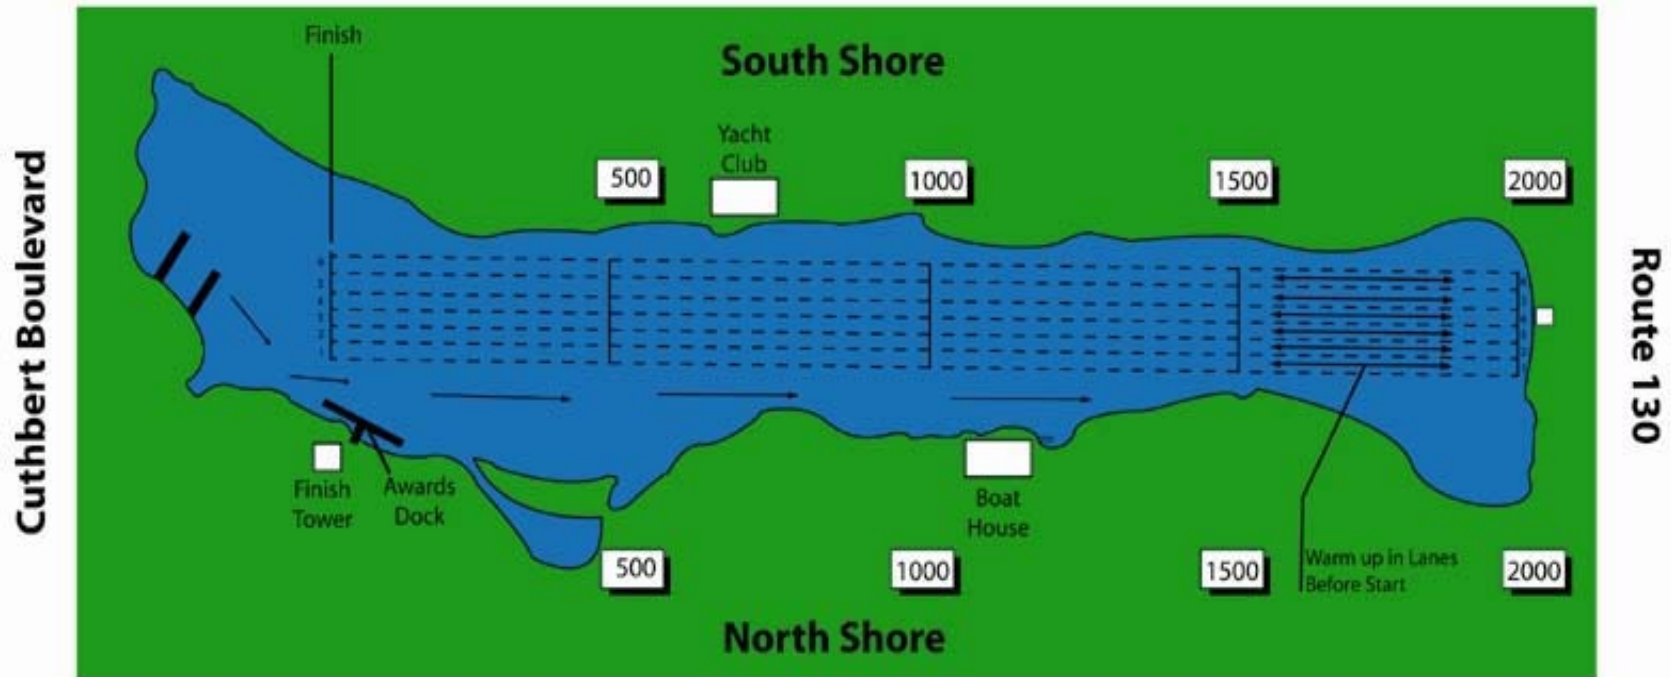 Finish
South Shore
Yacht
Club
500
1000
1500
2000
Cuthbert Boulevard
Route 130
Finish
Tower
Awards
Dock
Boat
House
500
1000
1500
Warm up in Lanes
Before Start
2000
North Shore